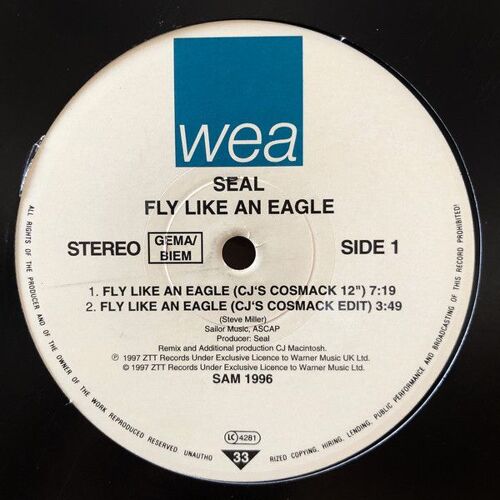 wea
SEAL
FLY LIKE AN EAGLE
STEREO GEMA/ BIEM SIDE 1
1. FLY LIKE AN EAGLE (CJ'S COSMACK 12") 7:19
2. FLY LIKE AN EAGLE (CJ'S COSMACK EDIT) 3:49
(Steve Miller)
Sailor Music, ASCAP
Producer: Seal
Remix and Additional production CJ Macintosh.
℗ 1997 ZTT Records Under Exclusive Licence to Warner Music UK Ltd.
© 1997 ZTT Records Under Exclusive Licence to Warner Music Ltd.
SAM 1996
LC 4281
33
ALL RIGHTS OF THE PRODUCER AND OF THE OWNER OF THE WORK REPRODUCED RESERVED. UNAUTHO RIZED COPYING, HIRING, LENDING, PUBLIC PERFORMANCE AND BROADCASTING OF THIS RECORD PROHIBITED!